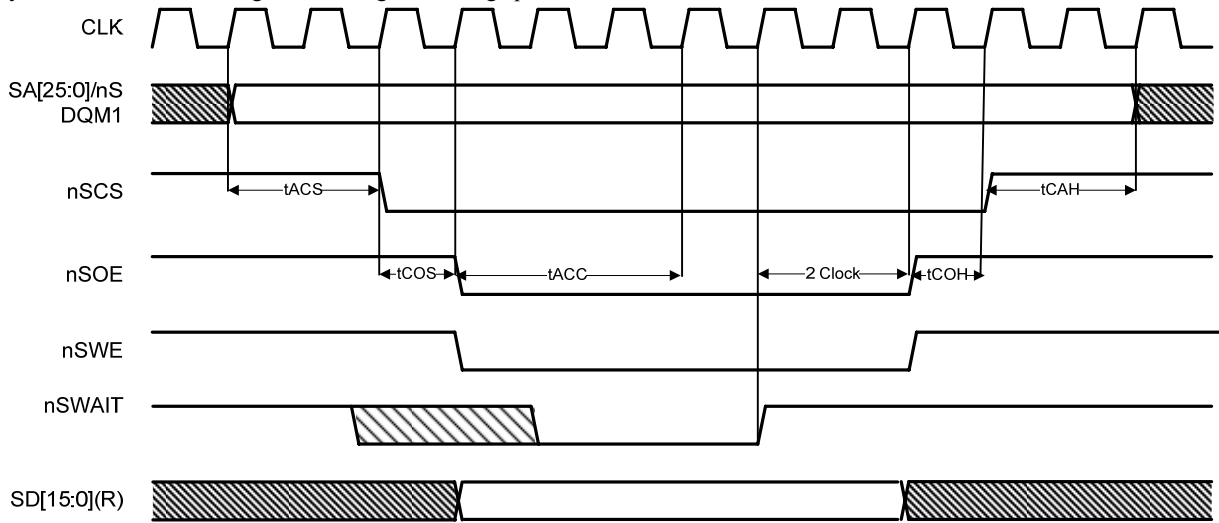 CLK
SA[25:0]/nS
DQM1
nSCS
tACS
tCAH
nSOE
tCOS
tACC
2 Clock
tCOH
nSWE
nSWAIT
SD[15:0](R)